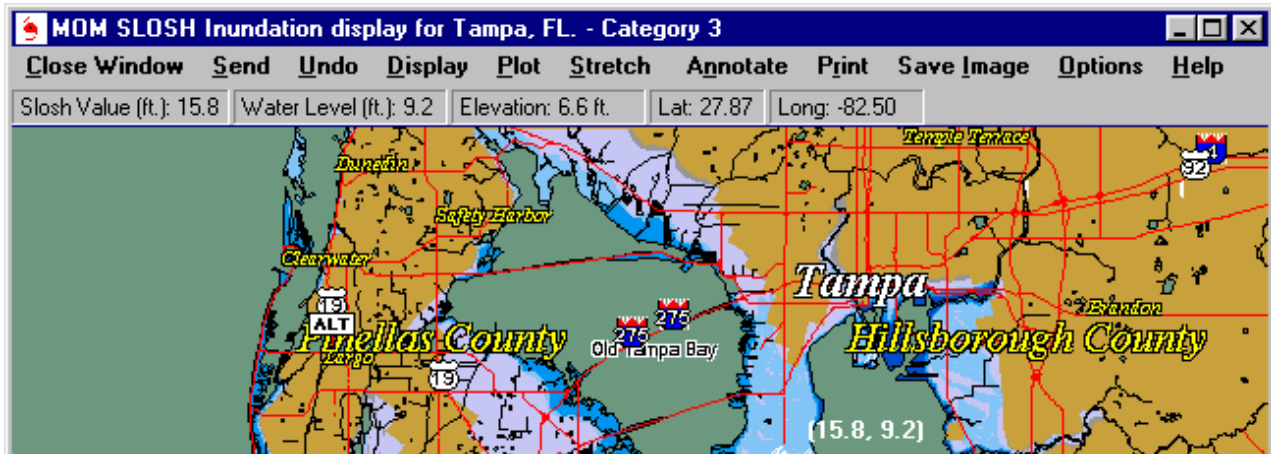 MOM SLOSH Inundation display for Tampa, FL. - Category 3
Close Window Send Undo Display Plot Stretch Annotate Print Save Image Options Help
Slosh Value (ft.): 15.8 Water Level (ft.): 9.2 Elevation: 6.6 ft. Lat: 27.87 Long: -82.50
Temple Terrace
4
92
Dunedin
Safety Harbor
Clearwater
Tampa
19
ALT
275
275
Brandon
Pinellas County
Old Tampa Bay
Hillsborough County
Largo
19
(15.8, 9.2)